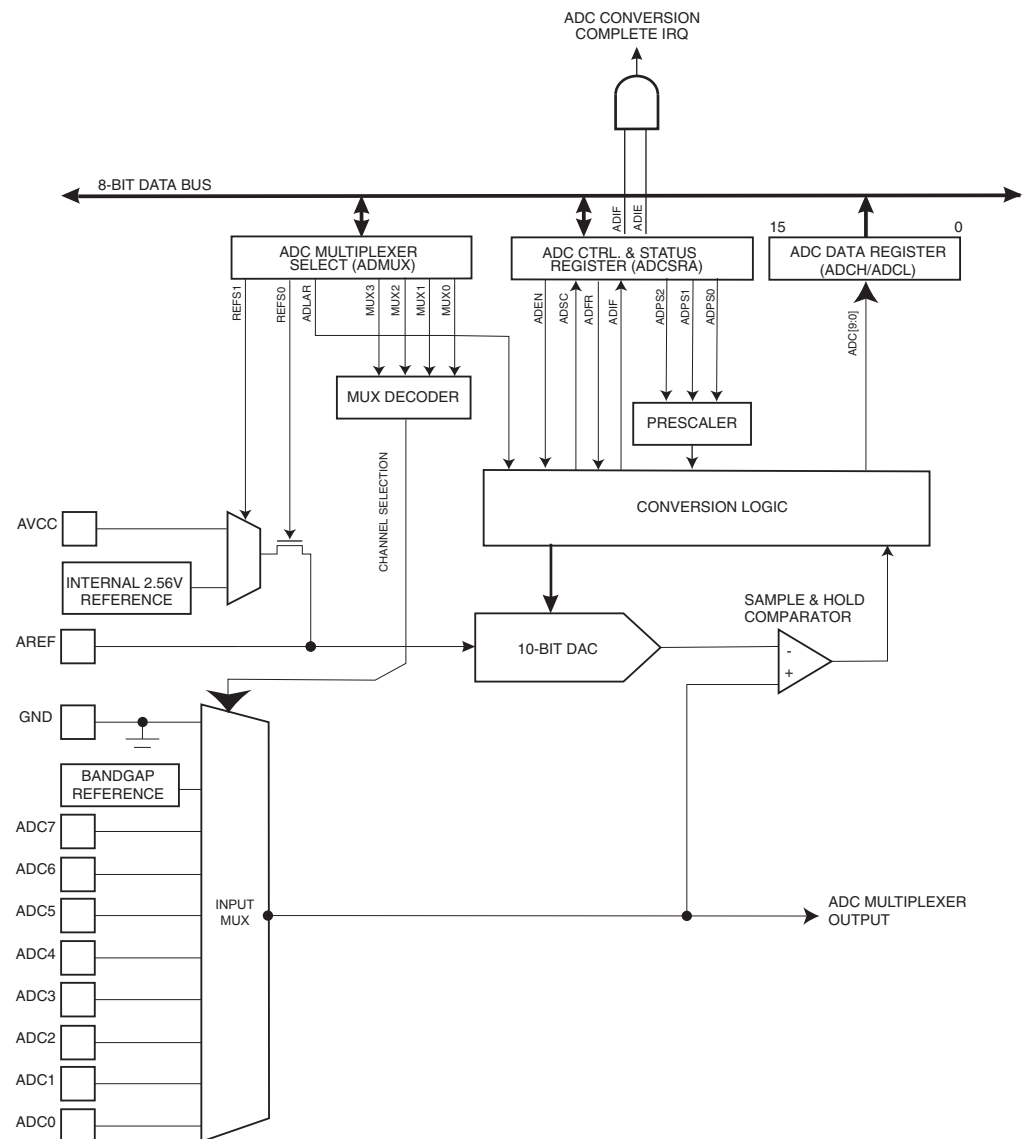 ADC CONVERSION
COMPLETE IRQ
8-BIT DATA BUS
ADIF
ADIE
15
0
ADC MULTIPLEXER
SELECT (ADMUX)
ADC CTRL. & STATUS
REGISTER (ADCSRA)
ADC DATA REGISTER
(ADCH/ADCL)
REFS1
REFS0
ADLAR
MUX3
MUX2
MUX1
MUX0
ADEN
ADSC
ADFR
ADIF
ADPS2
ADPS1
ADPS0
ADC[9:0]
MUX DECODER
PRESCALER
CHANNEL SELECTION
CONVERSION LOGIC
AVCC
INTERNAL 2.56V
REFERENCE
SAMPLE & HOLD
COMPARATOR
AREF
10-BIT DAC
-
+
GND
BANDGAP
REFERENCE
ADC7
ADC6
ADC5
INPUT
MUX
ADC MULTIPLEXER
OUTPUT
ADC4
ADC3
ADC2
ADC1
ADC0